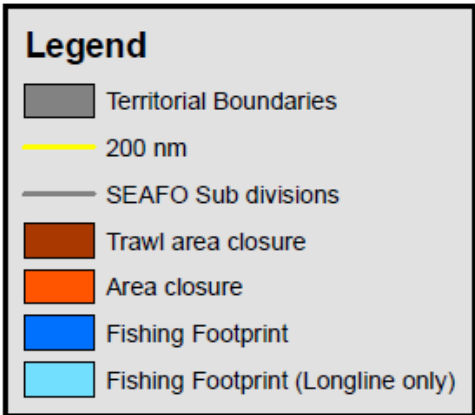 Legend
Territorial Boundaries
200 nm
SEAFO Sub divisions
Trawl area closure
Area closure
Fishing Footprint
Fishing Footprint (Longline only)